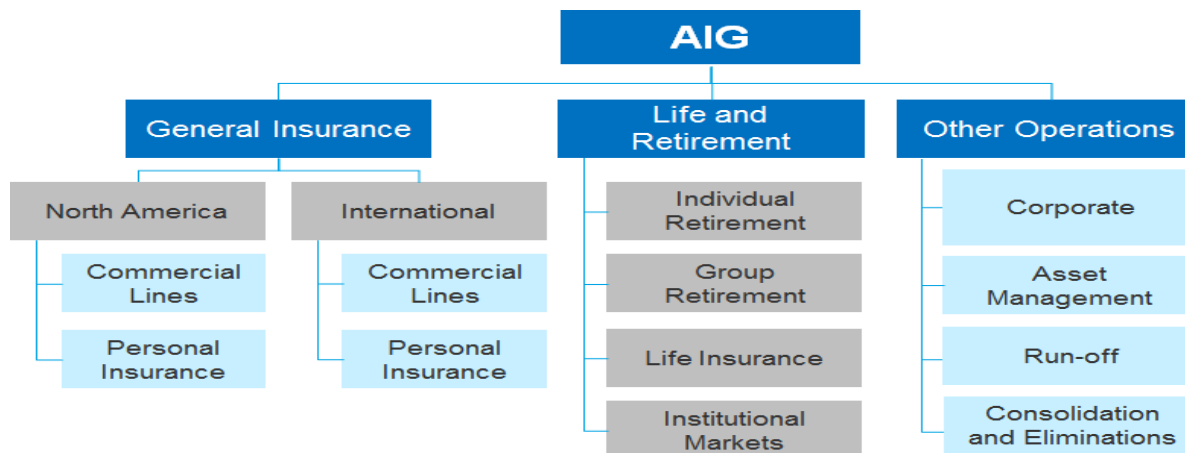 AIG
General Insurance
Life and
Retirement
Other Operations
North America
International
Commercial
Lines
Personal
Insurance
Commercial
Lines
Personal
Insurance
Individual
Retirement
Group
Retirement
Life Insurance
Institutional
Markets
Corporate
Asset
Management
Run-off
Consolidation
and Eliminations